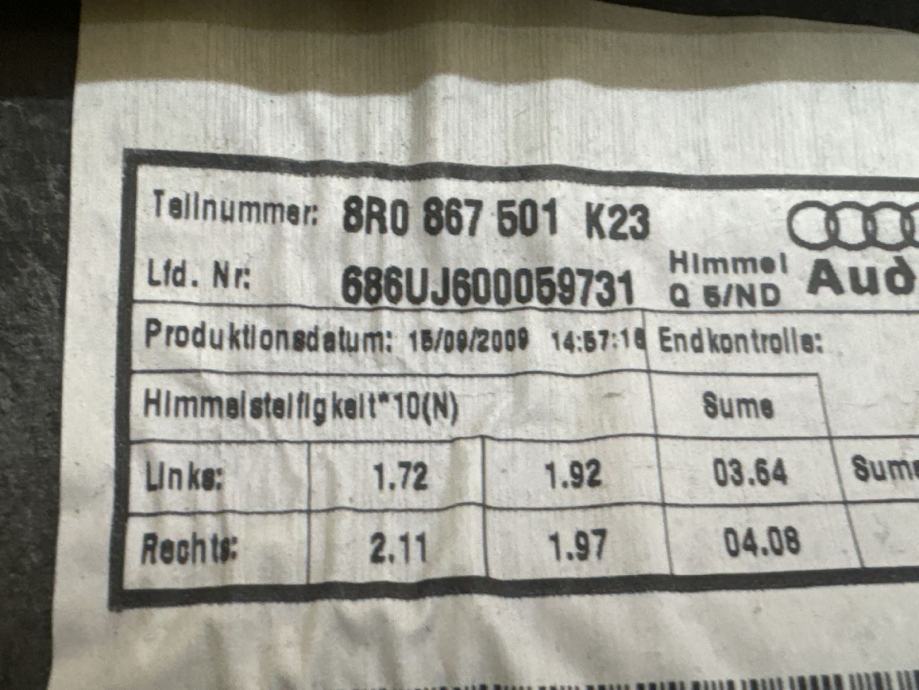 Teilnummer: 8R0 867 501 K23
Lfd. Nr: 686UJ600059731 Himmel Q 5/ND Aud
Produktionsdatum: 15/09/2009 14:57:16 Endkontrolle:
Himmelsteifigkeit*10(N) Sume
Links: 1.72 1.92 03.64 Sum
Rechts: 2.11 1.97 04.08